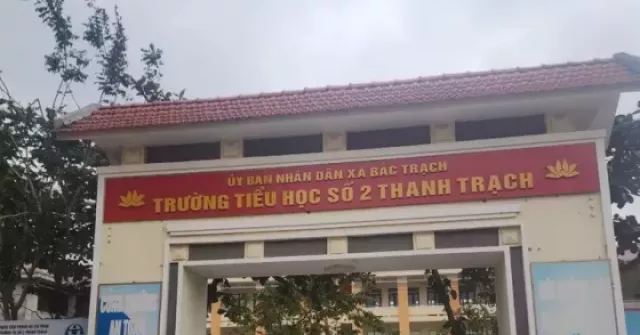 ỦY BAN NHÂN DÂN XÃ BẮC TRẠCH
TRƯỜNG TIỂU HỌC SỐ 2 THANH TRẠCH